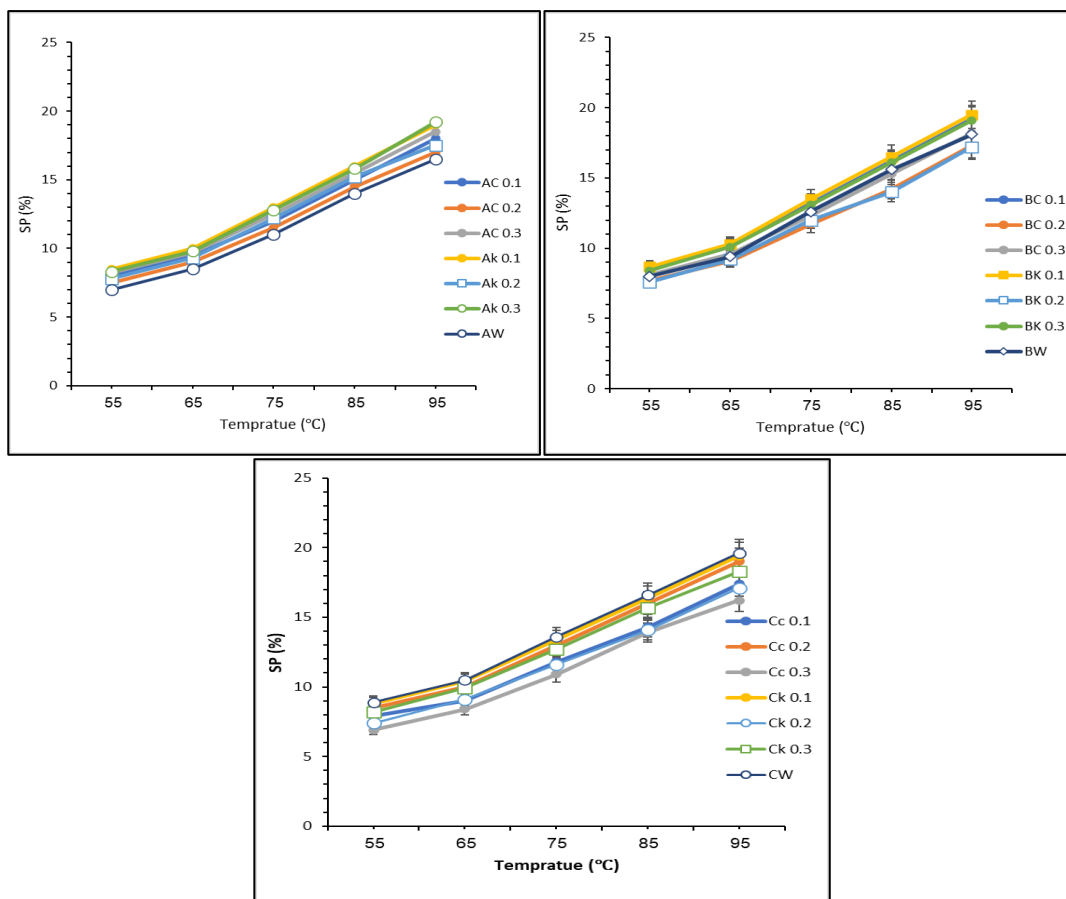 25
20
15
10
5
0
SP (%)
55 65 75 85 95
Tempratue (°C)
AC 0.1
AC 0.2
AC 0.3
Ak 0.1
Ak 0.2
Ak 0.3
AW
25
20
15
10
5
0
SP (%)
55 65 75 85 95
Tempratue (°C)
BC 0.1
BC 0.2
BC 0.3
BK 0.1
BK 0.2
BK 0.3
BW
25
20
15
10
5
0
SP (%)
55 65 75 85 95
Tempratue (°C)
Cc 0.1
Cc 0.2
Cc 0.3
Ck 0.1
Ck 0.2
Ck 0.3
CW